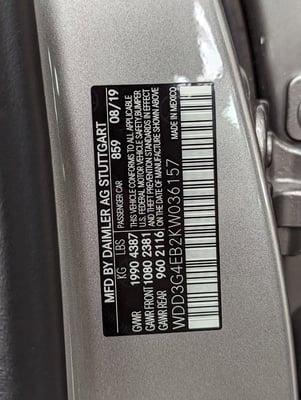 MFD BY DAIMLER AG STUTTGART
PASSENGER CAR 859 08/19
KG LBS
THIS VEHICLE CONFORMS TO ALL APPLICABLE
U.S. FEDERAL MOTOR VEHICLE SAFETY, BUMPER
AND THEFT PREVENTION STANDARDS IN EFFECT
ON THE DATE OF MANUFACTURE SHOWN ABOVE
GVWR 1990 4387
GAWR FRONT 1080 2381
GAWR REAR 960 2116
MADE IN MEXICO
WDD3G4EB2KW036157